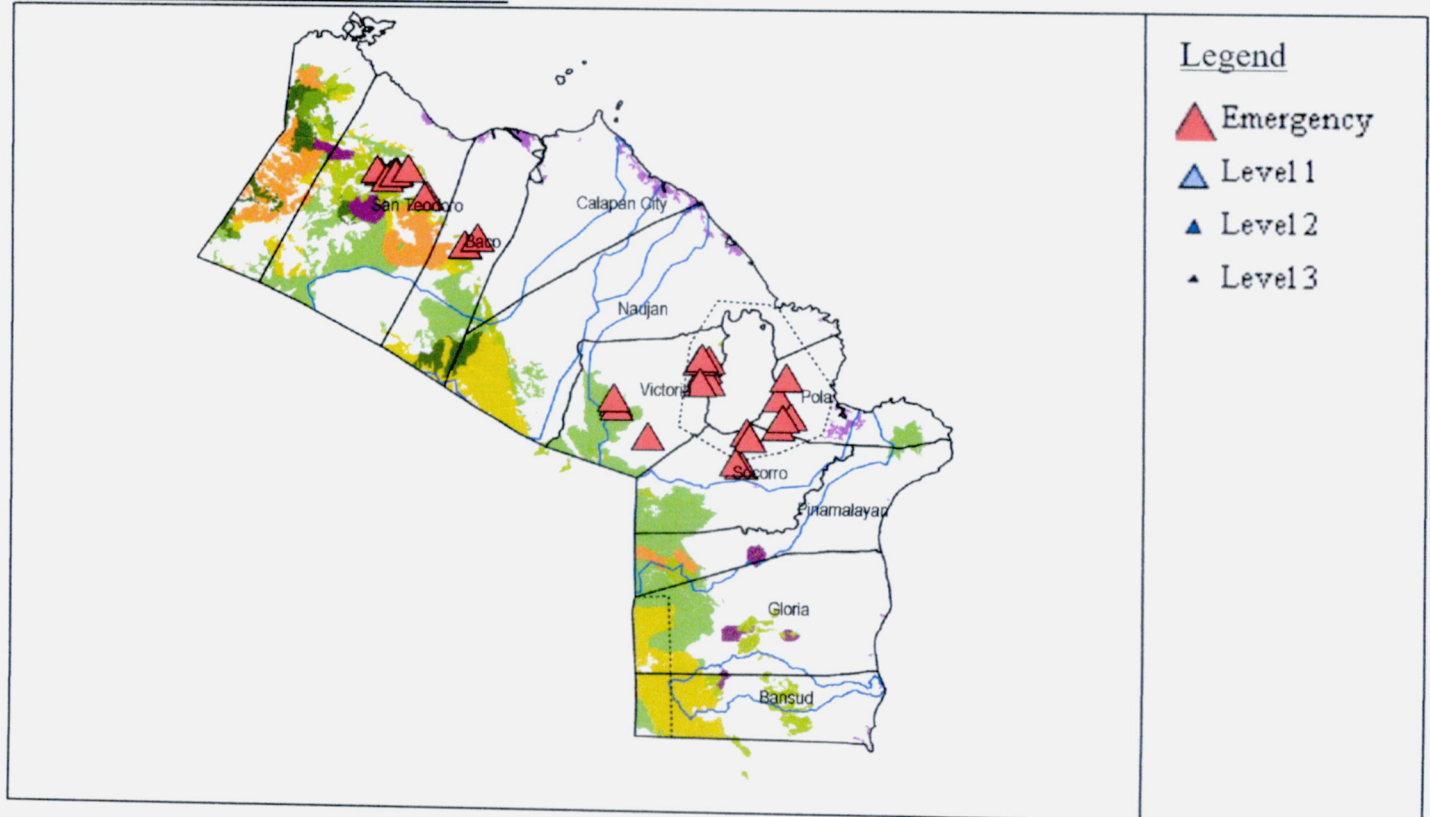 Legend
Emergency
Level 1
Level 2
Level 3
San Teodoro
Baco
Calapan City
Naujan
Victoria
Pola
Socorro
Pinamalayan
Gloria
Bansud